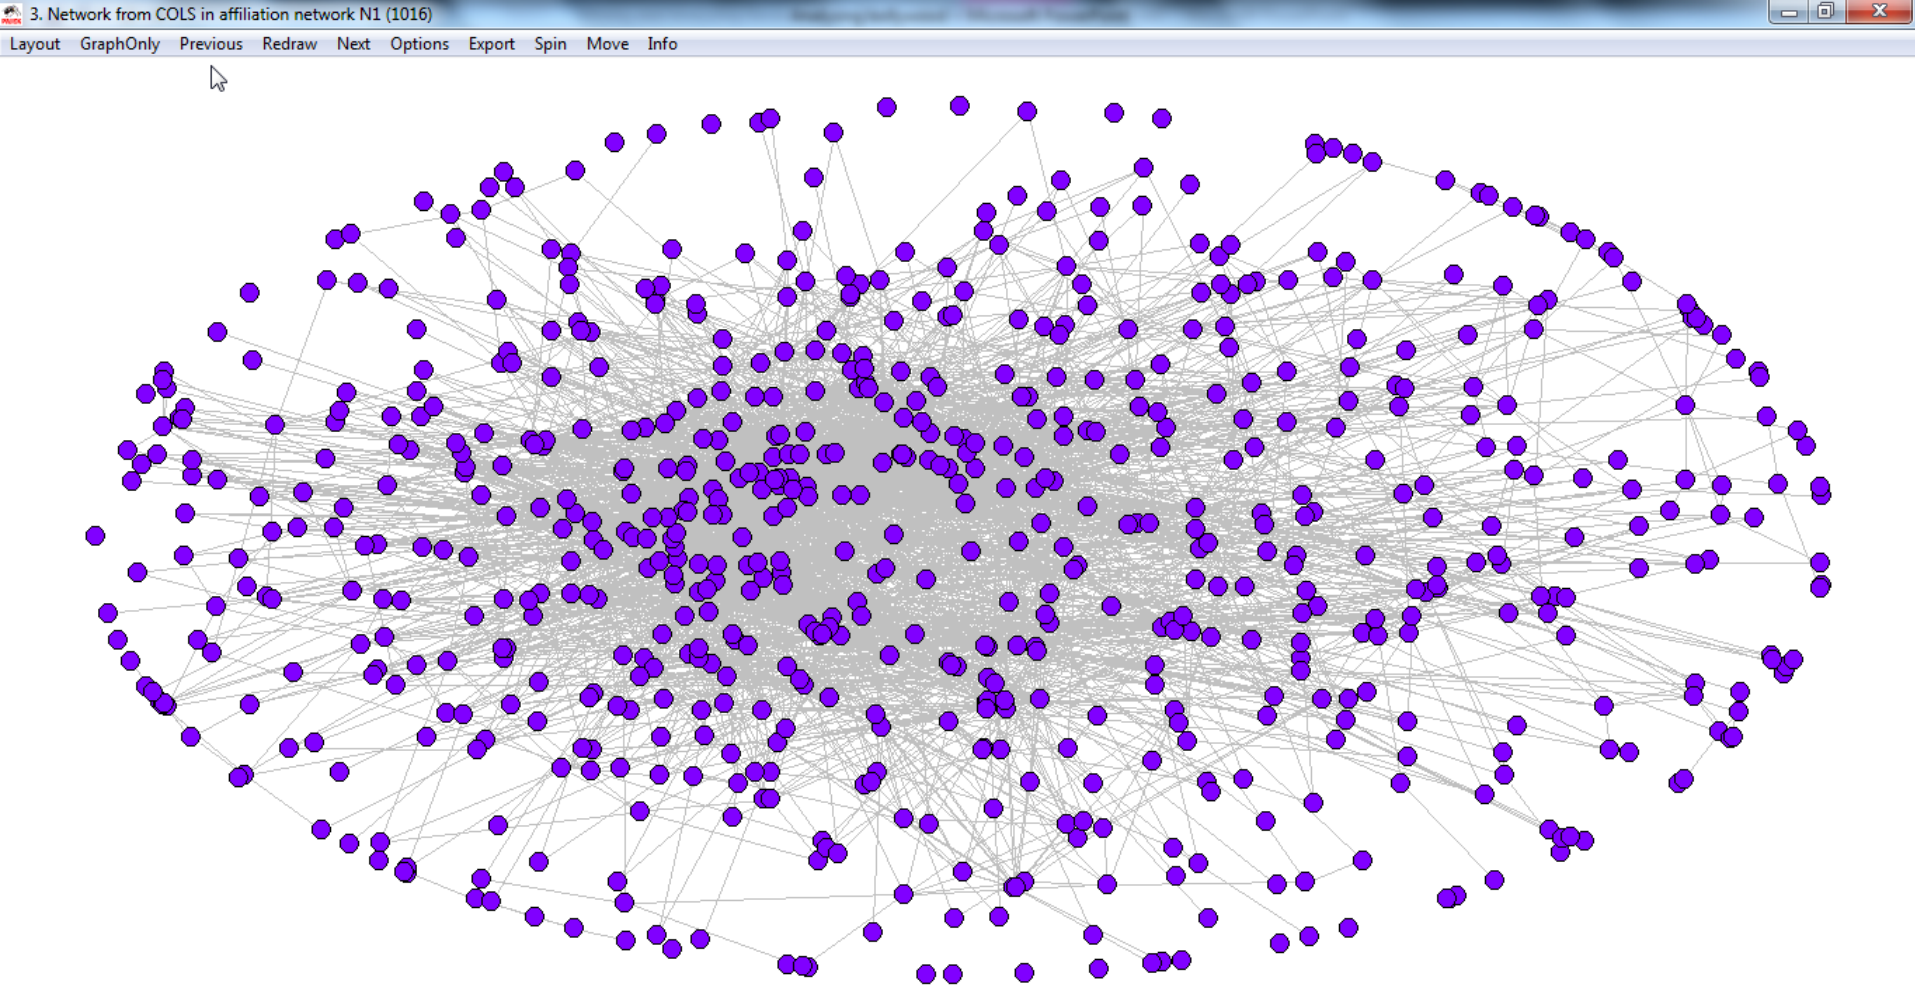 3. Network from COLS in affiliation network N1 (1016)
Layout GraphOnly Previous Redraw Next Options Export Spin Move Info